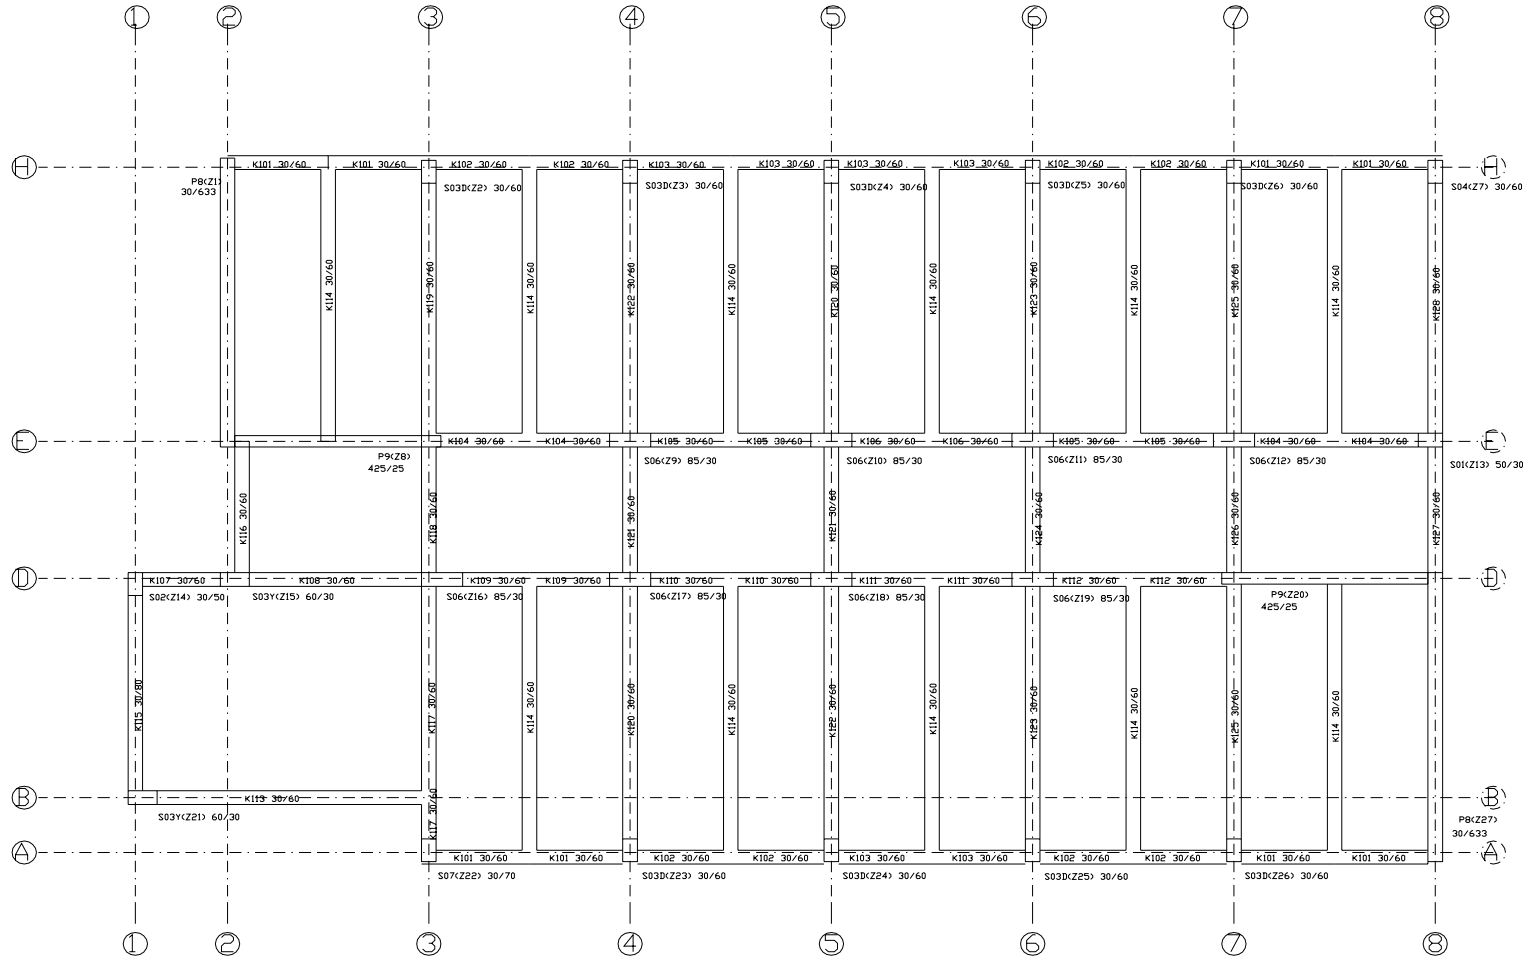 1 2 3 4 5 6 7 8
H K101 30/60 K101 30/60 K102 30/60 K102 30/60 K103 30/60 K103 30/60 K103 30/60 K103 30/60 K102 30/60 K102 30/60 K101 30/60 K101 30/60 H
P8(Z1) S03D(Z2) 30/60 S03D(Z3) 30/60 S03D(Z4) 30/60 S03D(Z5) 30/60 S03D(Z6) 30/60 S04(Z7) 30/60
30/633
K114 30/60 K119 30/60 K114 30/60 K122 30/60 K114 30/60 K120 30/60 K114 30/60 K123 30/60 K114 30/60 K125 30/60 K114 30/60 K128 30/60
E K104 30/60 K104 30/60 K105 30/60 K105 30/60 K106 30/60 K106 30/60 K105 30/60 K105 30/60 K104 30/60 K104 30/60 E
P9(Z8) S06(Z9) 85/30 S06(Z10) 85/30 S06(Z11) 85/30 S06(Z12) 85/30 S01(Z13) 50/30
425/25
K116 30/60 K118 30/60 K121 30/60 K121 30/60 K124 30/60 K126 30/60 K127 30/60
D K107 30/60 K108 30/60 K109 30/60 K109 30/60 K110 30/60 K110 30/60 K111 30/60 K111 30/60 K112 30/60 K112 30/60 D
S02(Z14) 30/50 S03Y(Z15) 60/30 S06(Z16) 85/30 S06(Z17) 85/30 S06(Z18) 85/30 S06(Z19) 85/30 P9(Z20)
425/25
K115 30/80 K117 30/60 K114 30/60 K120 30/60 K114 30/60 K122 30/60 K114 30/60 K123 30/60 K114 30/60 K125 30/60 K114 30/60
B K113 30/60 K117 30/60 B
S03Y(Z21) 60/30 P8(Z27)
30/633
A K101 30/60 K101 30/60 K102 30/60 K102 30/60 K103 30/60 K103 30/60 K102 30/60 K102 30/60 K101 30/60 K101 30/60 A
S07(Z22) 30/70 S03D(Z23) 30/60 S03D(Z24) 30/60 S03D(Z25) 30/60 S03D(Z26) 30/60
1 2 3 4 5 6 7 8